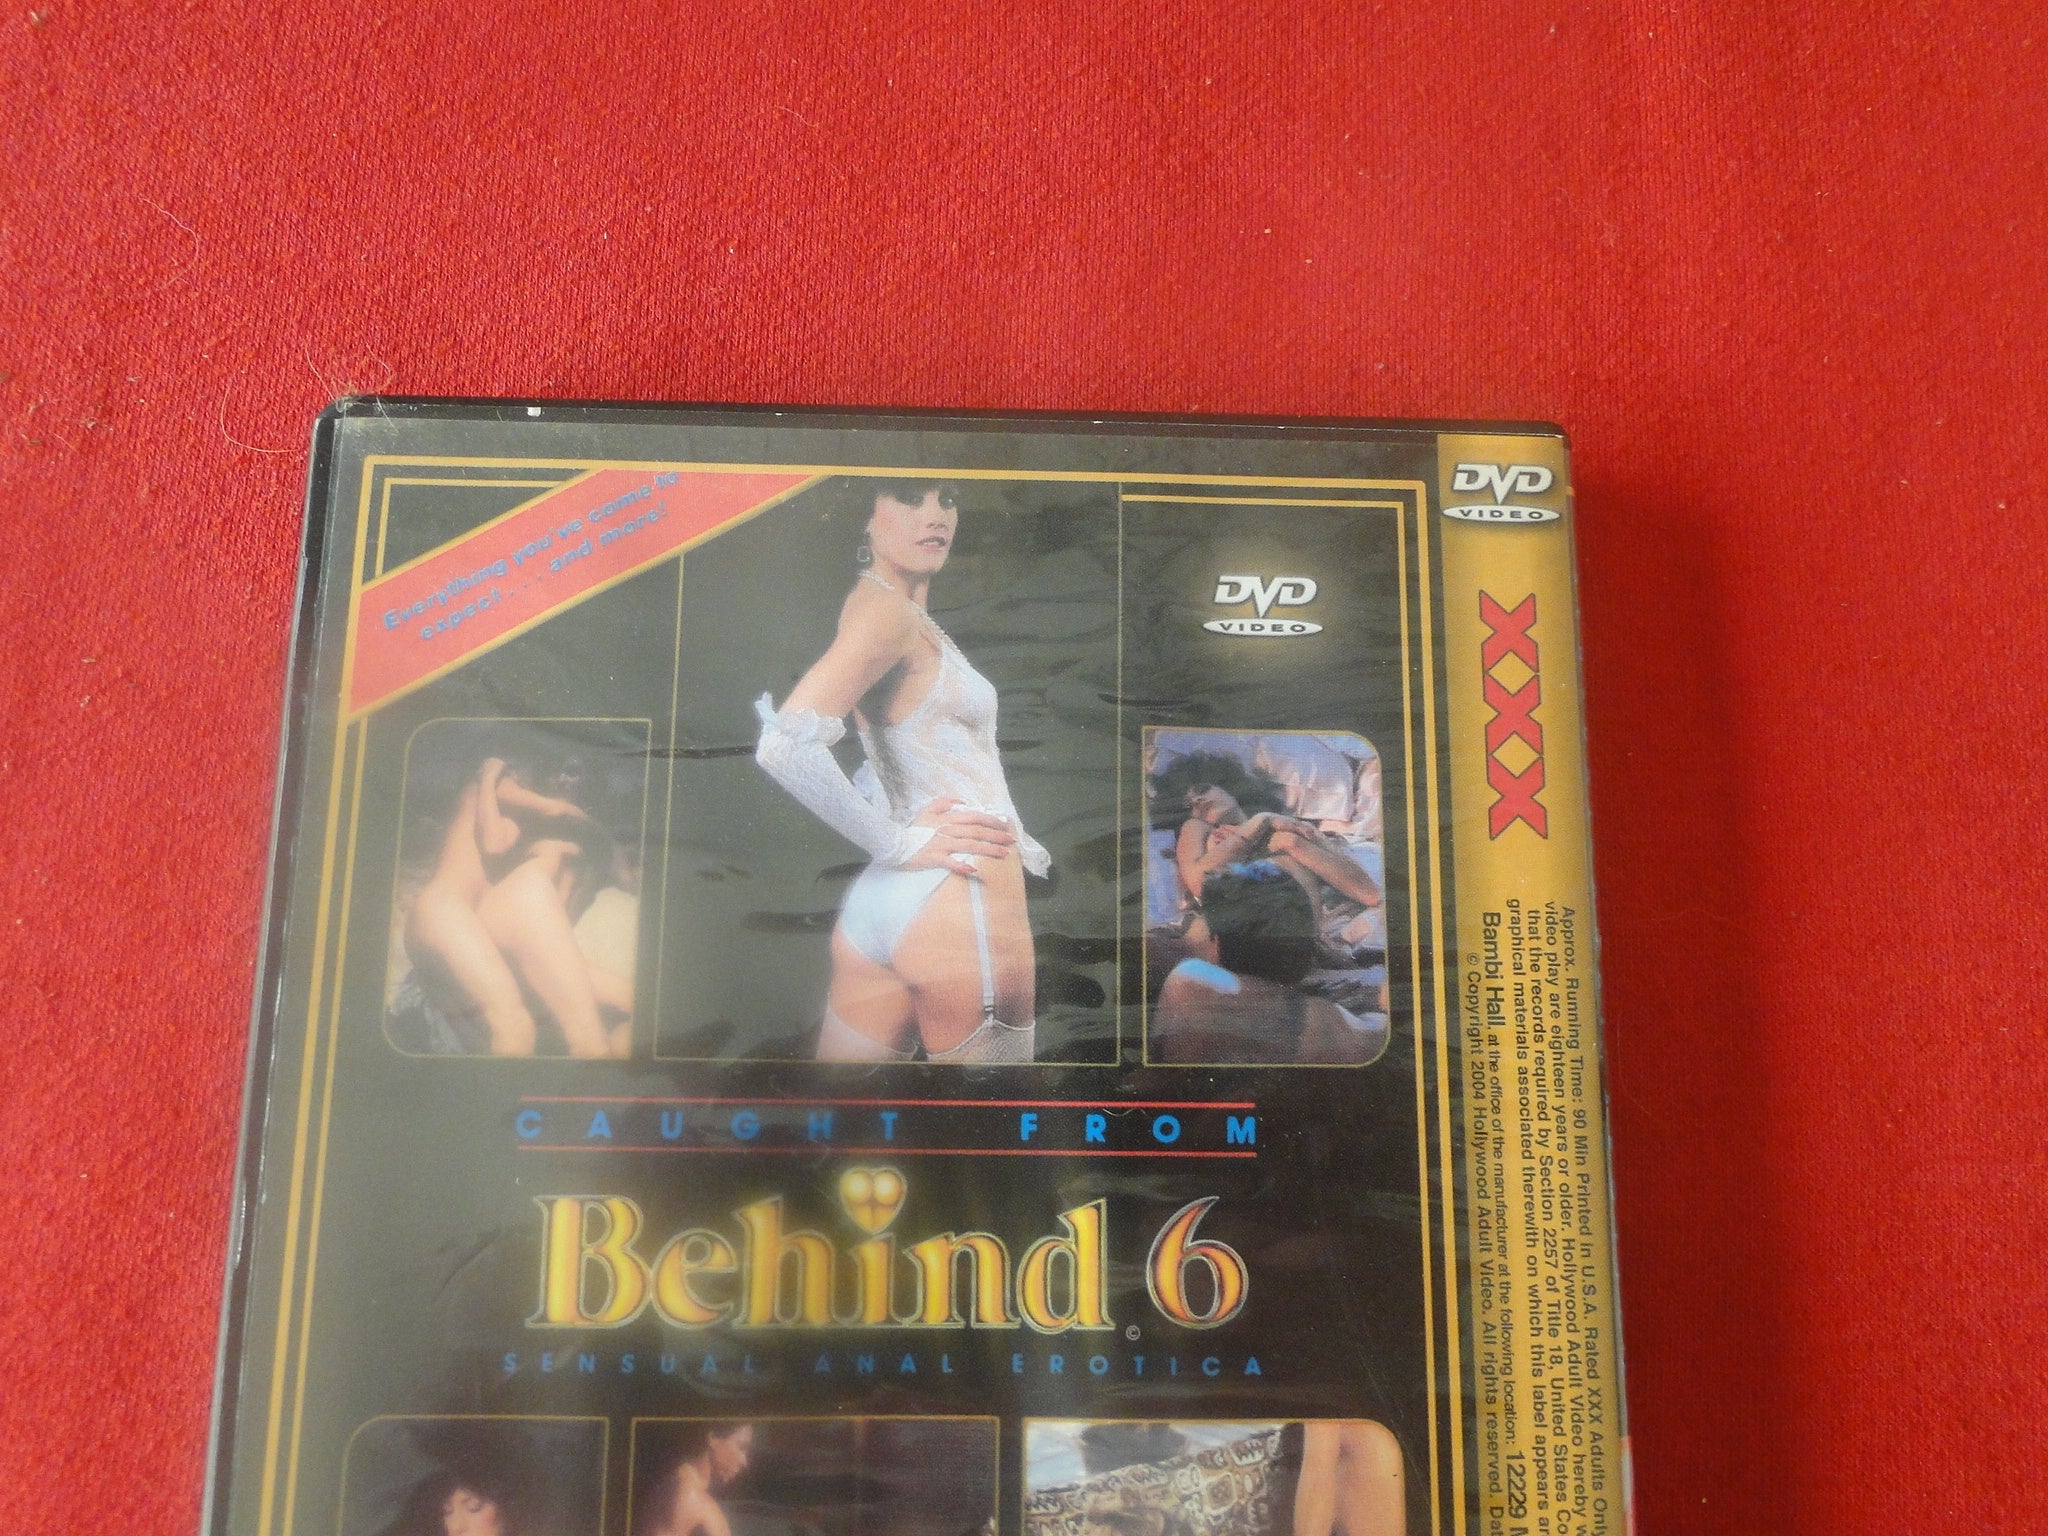 Everything you've come to
expect . . . and more!
DVD
VIDEO
CAUGHT FROM
Behind 6
©
SENSUAL ANAL EROTICA
DVD
VIDEO
XXX
Approx. Running Time: 90 Min Printed in U.S.A. Rated XXX Adults Only
video play are eighteen years or older. Hollywood Adult Video hereby
that the records required by Section 2257 of Title 18, United States
graphical materials associated therewith on which this label appears
Bambi Hall, at the office of the manufacturer at the following location: 12229
© Copyright 2004 Hollywood Adult Video. All rights reserved.